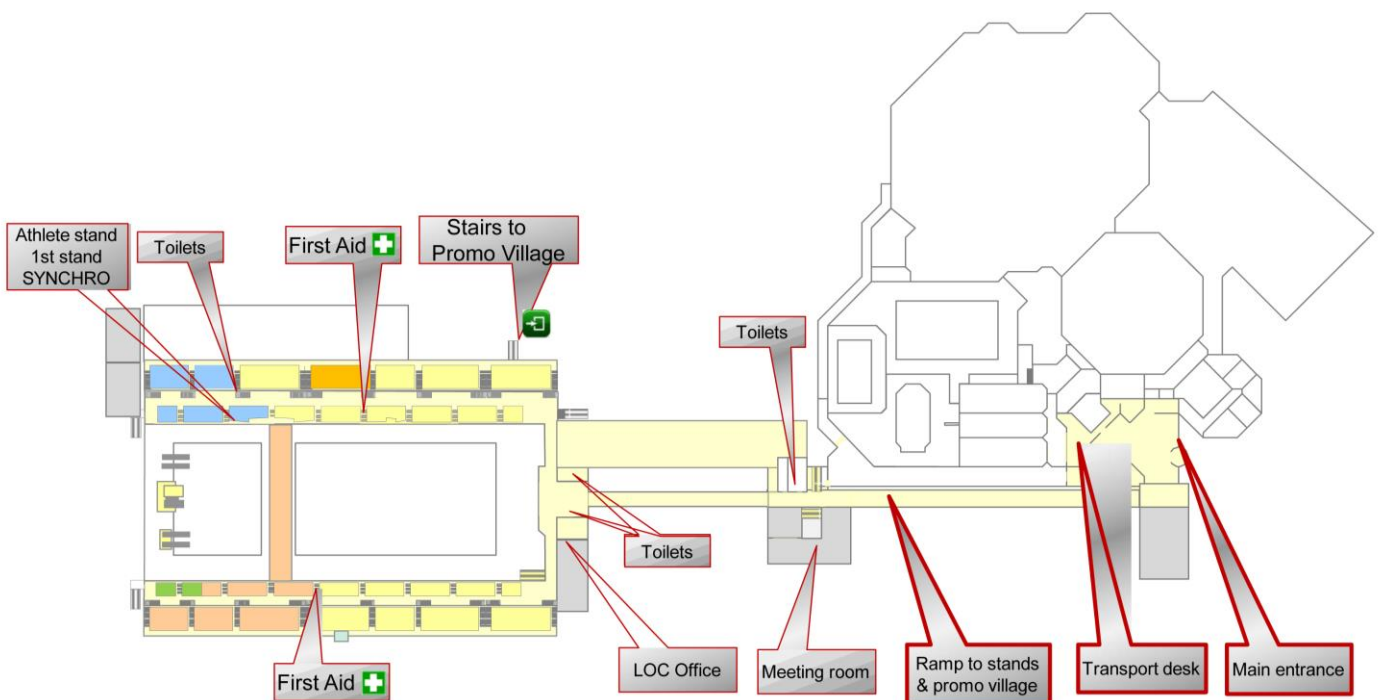 Athlete stand
1st stand
SYNCHRO
Toilets
First Aid
Stairs to
Promo Village
Toilets
Toilets
First Aid
LOC Office
Meeting room
Ramp to stands
& promo village
Transport desk
Main entrance